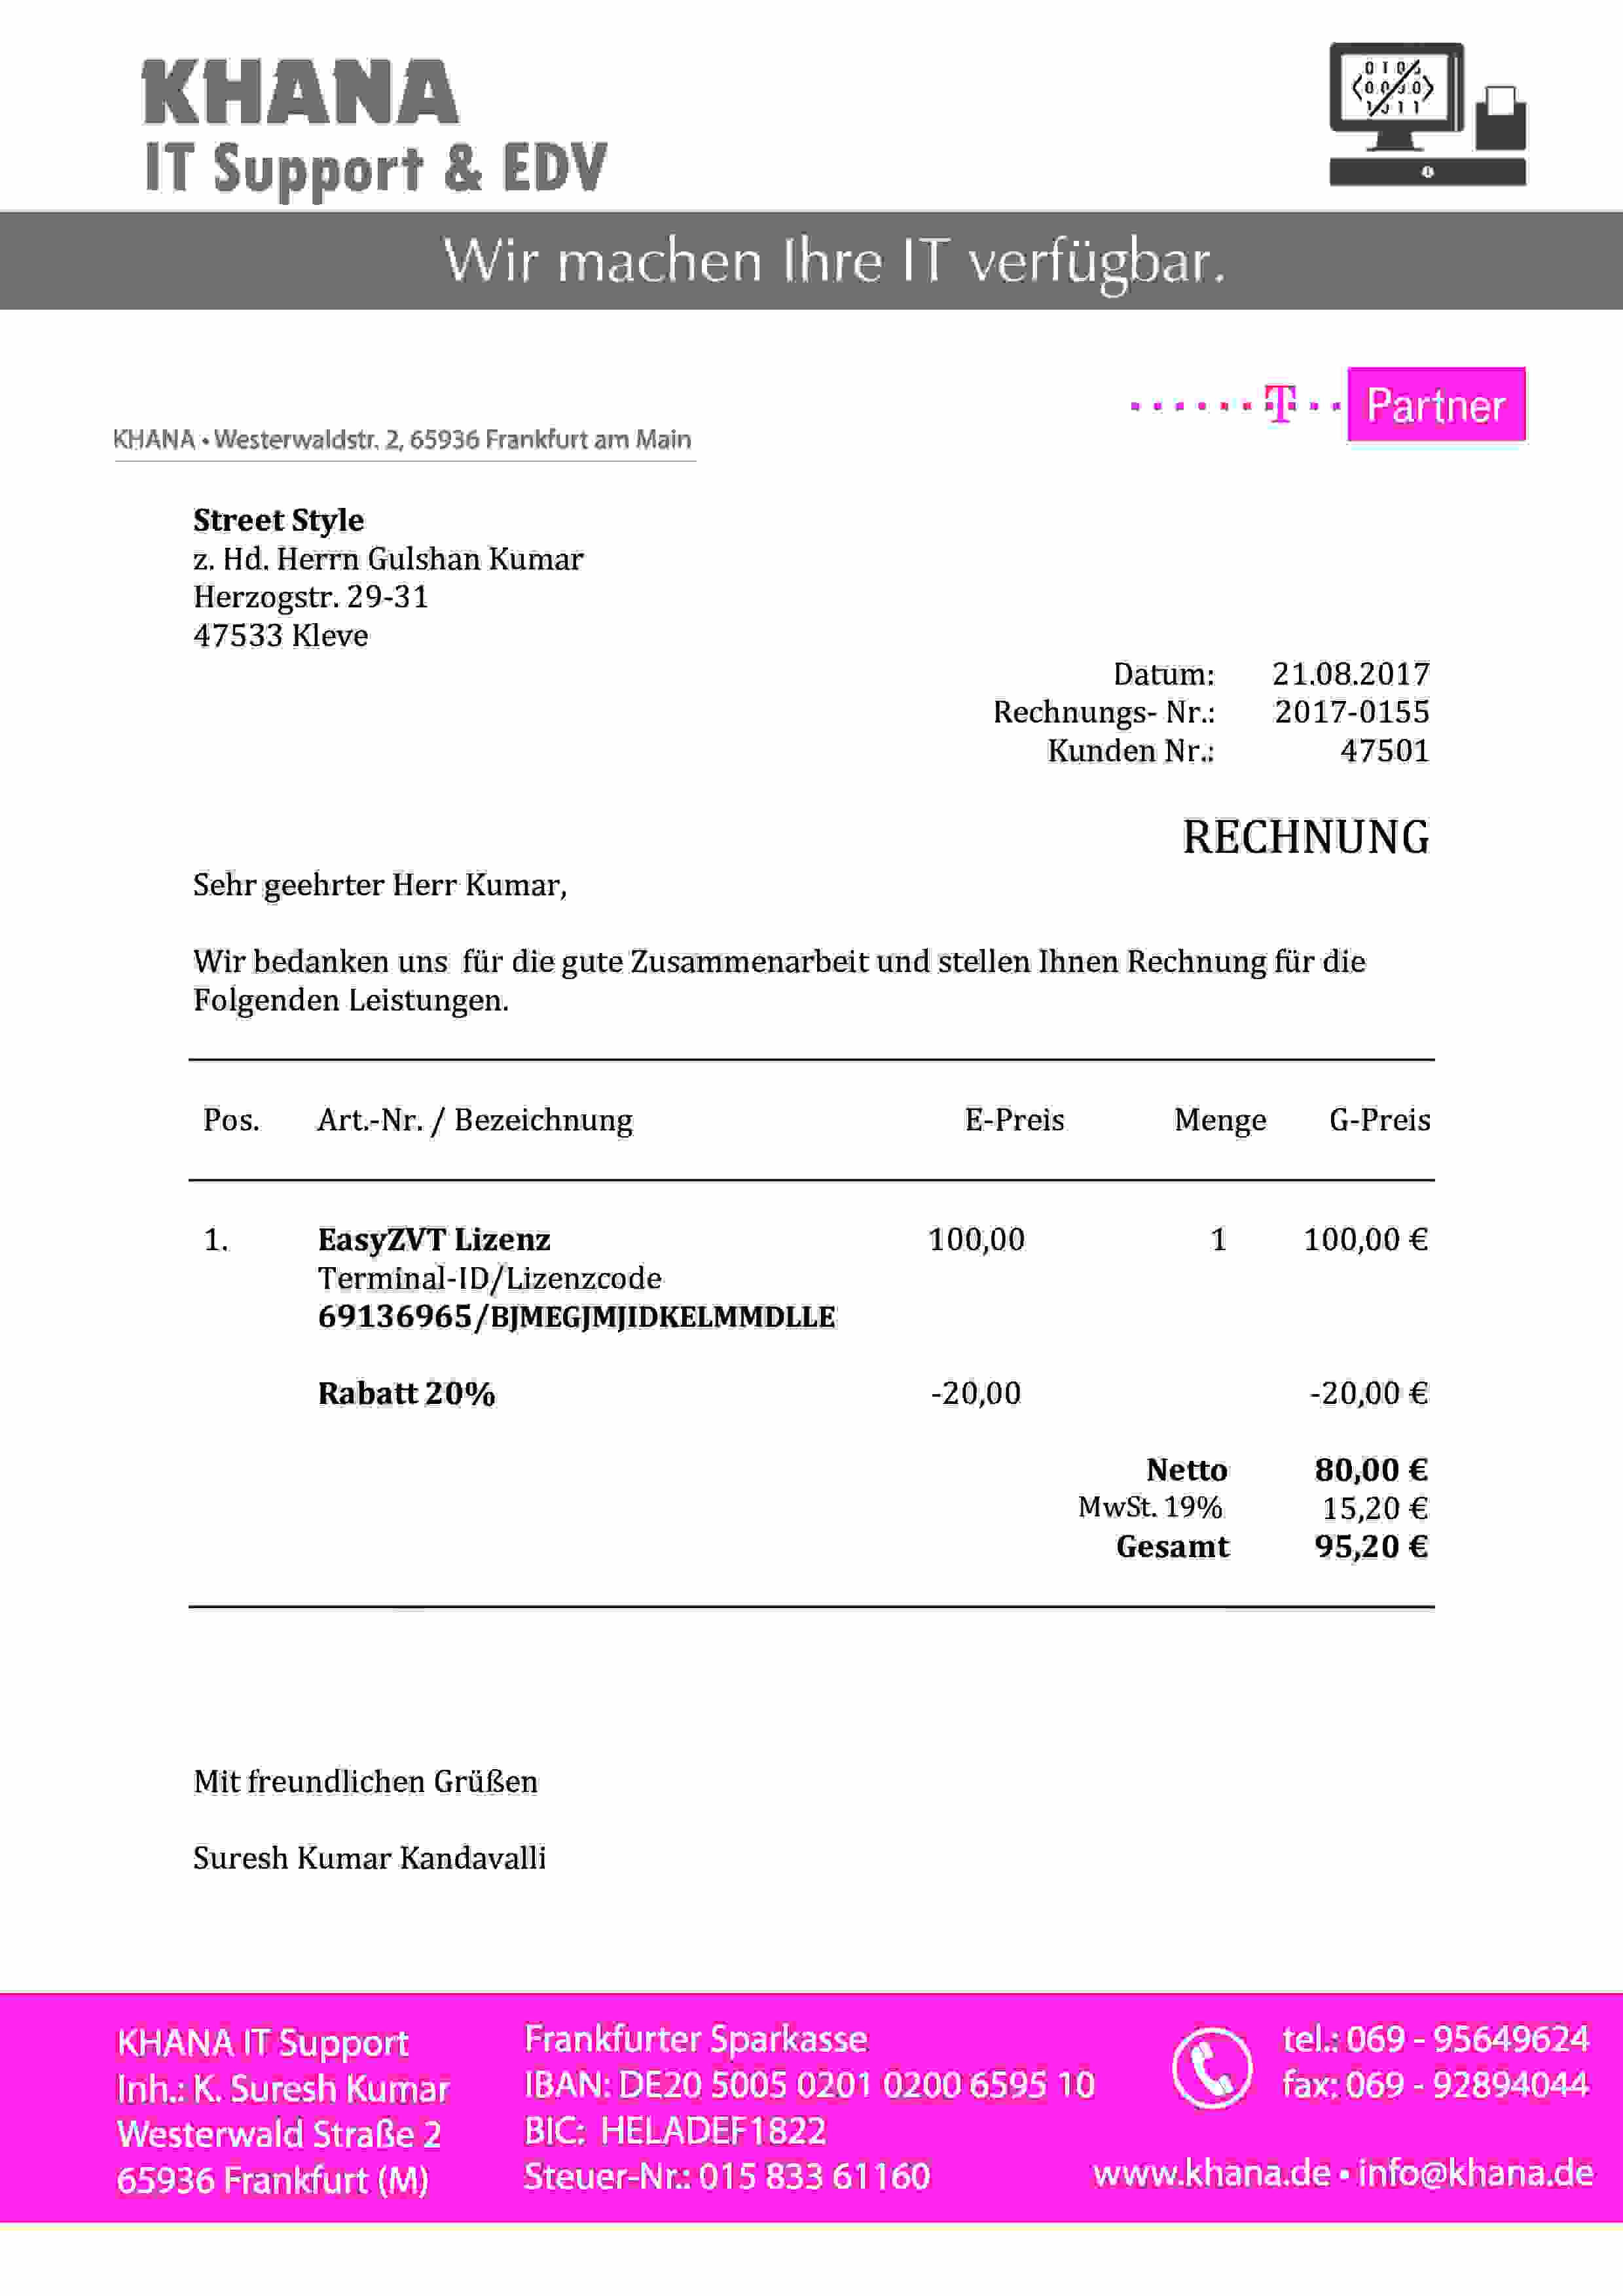 KHANA
IT Support & EDV
Wir machen Ihre IT verfügbar.
T Partner
KHANA • Westerwaldstr. 2, 65936 Frankfurt am Main
Street Style
z. Hd. Herrn Gulshan Kumar
Herzogstr. 29-31
47533 Kleve
Datum: 21.08.2017
Rechnungs- Nr.: 2017-0155
Kunden Nr.: 47501
RECHNUNG
Sehr geehrter Herr Kumar,
Wir bedanken uns für die gute Zusammenarbeit und stellen Ihnen Rechnung für die
Folgenden Leistungen.
Pos. Art.-Nr. / Bezeichnung E-Preis Menge G-Preis
1. EasyZVT Lizenz 100,00 1 100,00 €
Terminal-ID/Lizenzcode
69136965/BJMEGJMJIDKELMMDLLE
Rabatt 20% -20,00 -20,00 €
Netto 80,00 €
MwSt. 19% 15,20 €
Gesamt 95,20 €
Mit freundlichen Grüßen
Suresh Kumar Kandavalli
KHANA IT Support
Inh.: K. Suresh Kumar
Westerwald Straße 2
65936 Frankfurt (M)
Frankfurter Sparkasse
IBAN: DE20 5005 0201 0200 6595 10
BIC: HELADEF1822
Steuer-Nr.: 015 833 61160
tel.: 069 - 95649624
fax: 069 - 92894044
www.khana.de • info@khana.de